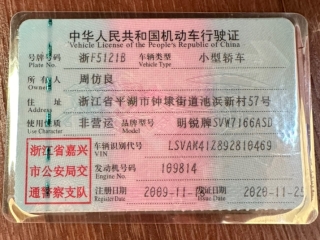 中华人民共和国机动车行驶证
Vehicle License of the People's Republic of China
号牌号码 浙F5121B 车辆类型 小型轿车
Plate No. Vehicle Type
所有人 周仿良
Owner
住址 浙江省平湖市钟埭街道池浜新村57号
Address
使用性质 非营运 品牌型号 明锐牌SVW7166ASD
Use Character Model
浙江省嘉兴市公安局交通警察支队
车辆识别代号 LSVAK41Z892810469
VIN
发动机号码 109814
Engine No.
注册日期 2009-11- 发证日期 2020-11-25
Register Date Issue Date